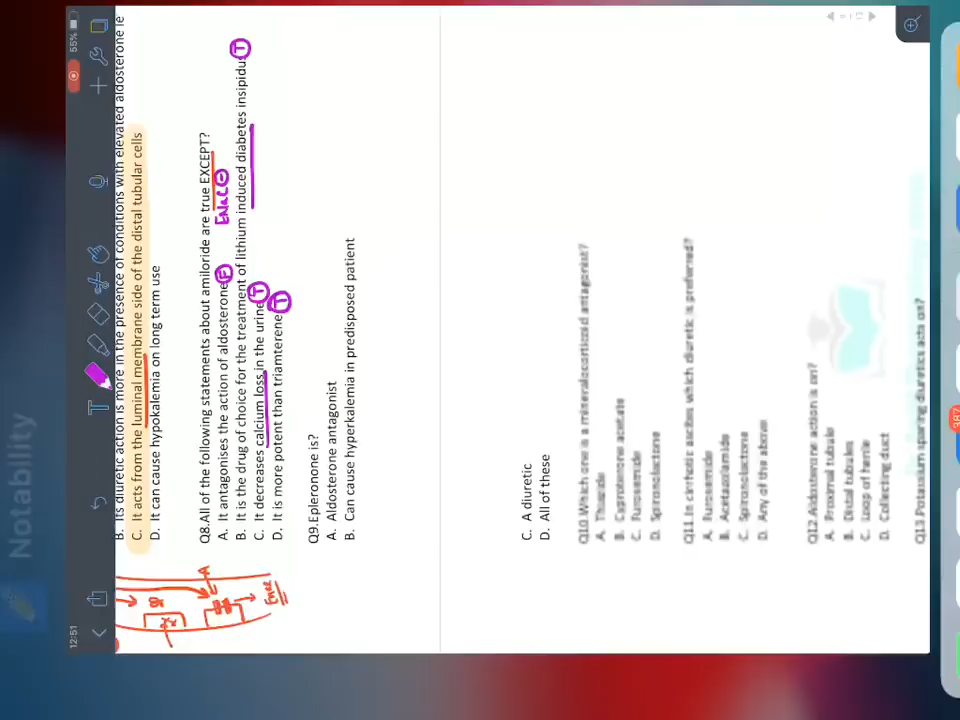 Notability
12:51
55%
T
B. Its diuretic action is more in the presence of conditions with elevated aldosterone le
C. It acts from the luminal membrane side of the distal tubular cells
D. It can cause hypokalemia on long term use
Q8.All of the following statements about amiloride are true EXCEPT?
A. It antagonises the action of aldosterone F ENaC
B. It is the drug of choice for the treatment of lithium induced diabetes insipidu T
C. It decreases calcium loss in the urine T
D. It is more potent than triamterene T
Q9.Eplerenone is?
A. Aldosterone antagonist
B. Can cause hyperkalemia in predisposed patient
C. A diuretic
D. All of these
Q10.Which one is a mineralocorticoid antagonist?
A. Thiazide
B. Cyproterone acetate
C. Furosemide
D. Spironolactone
Q11.In cirrhotic ascites which diuretic is preferred?
A. Furosemide
B. Acetazolamide
C. Spironolactone
D. Any of the above
Q12.Aldosterone action is on?
A. Proximal tubule
B. Distal tubules
C. Loop of henle
D. Collecting duct
Q13.Potassium sparing diuretics acts on?
387